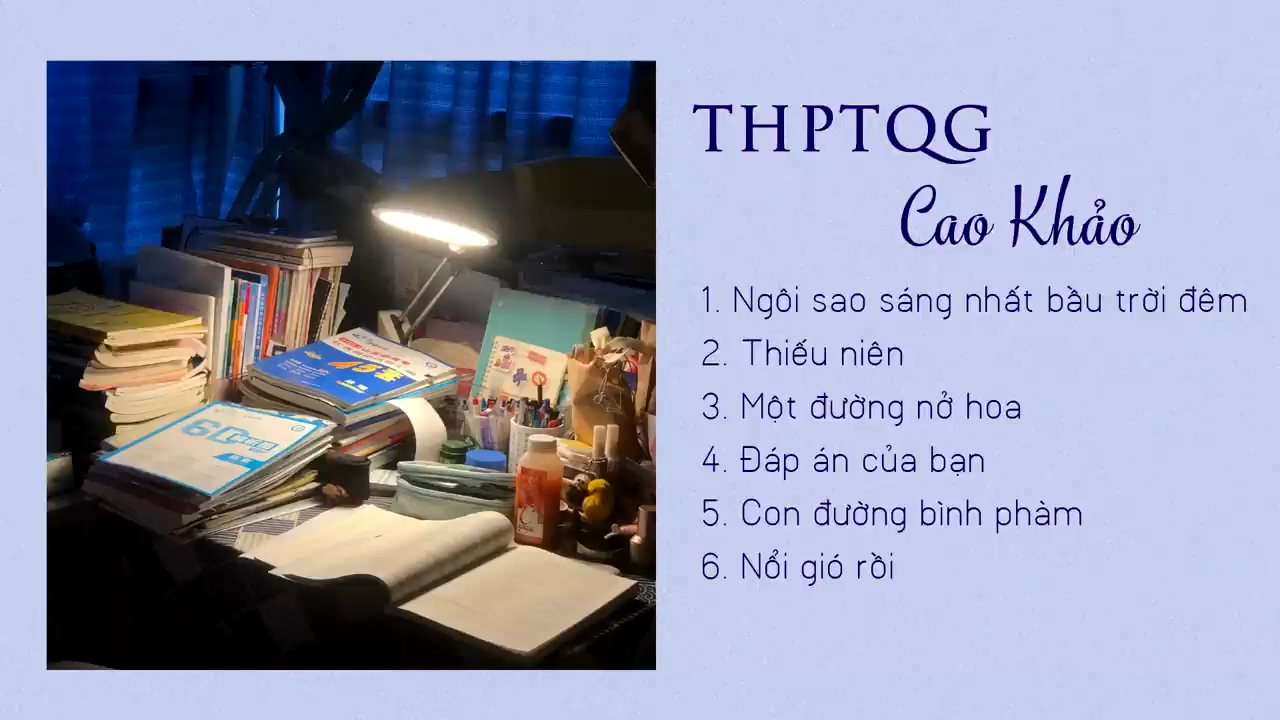 THPTQG
Cao Khảo
1. Ngôi sao sáng nhất bầu trời đêm
2. Thiếu niên
3. Một đường nở hoa
4. Đáp án của bạn
5. Con đường bình phàm
6. Nổi gió rồi